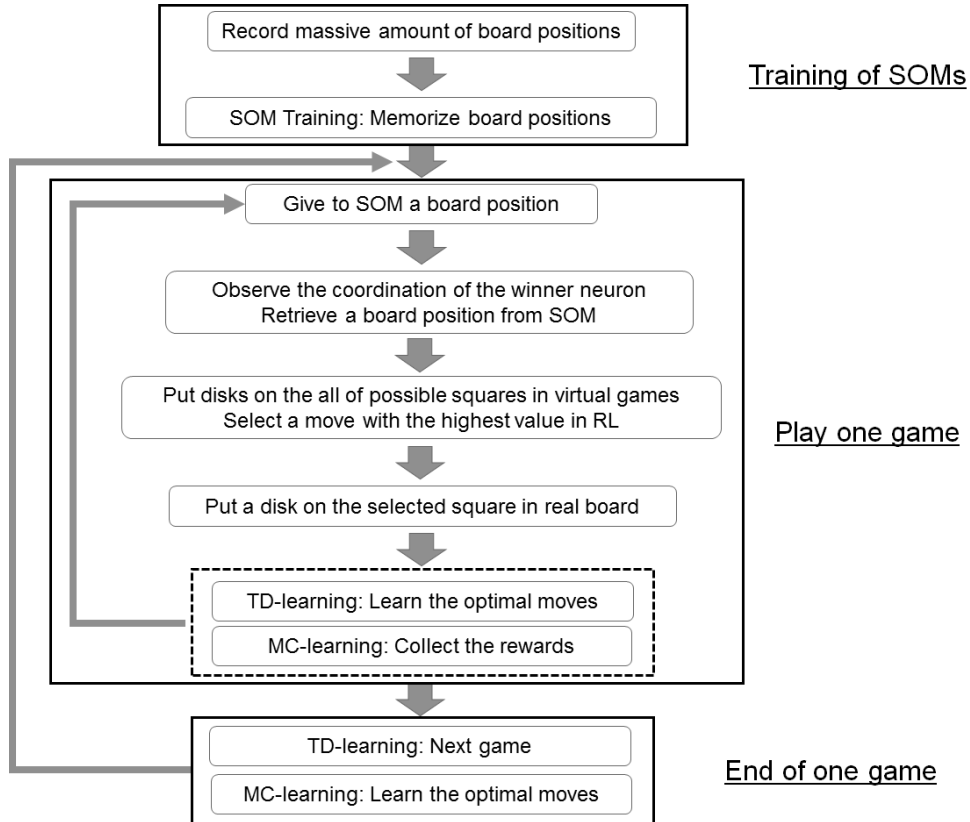 Record massive amount of board positions
Training of SOMs
SOM Training: Memorize board positions
Give to SOM a board position
Observe the coordination of the winner neuron
Retrieve a board position from SOM
Put disks on the all of possible squares in virtual games
Select a move with the highest value in RL
Play one game
Put a disk on the selected square in real board
TD-learning: Learn the optimal moves
MC-learning: Collect the rewards
TD-learning: Next game
End of one game
MC-learning: Learn the optimal moves